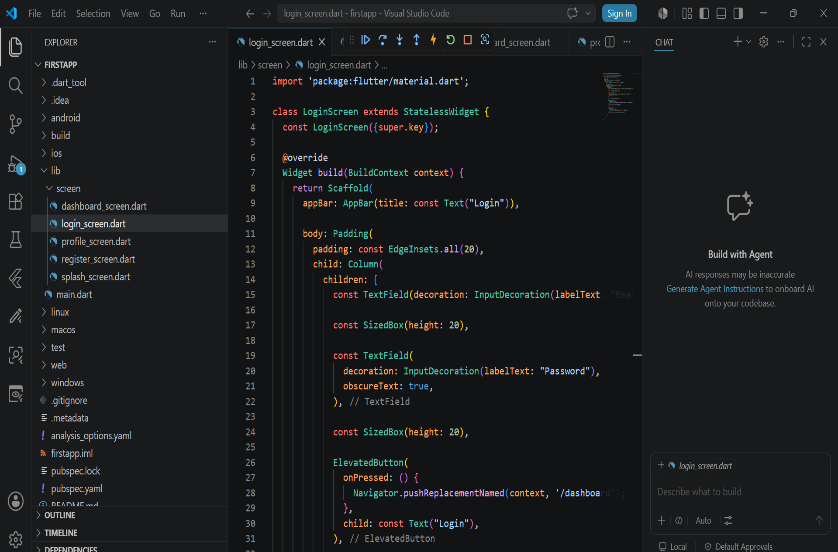 File Edit Selection View Go Run ···
login_screen.dart - firstapp - Visual Studio Code
Sign In
EXPLORER
FIRSTAPP
.dart_tool
.idea
android
build
ios
lib
screen
dashboard_screen.dart
login_screen.dart
profile_screen.dart
register_screen.dart
splash_screen.dart
main.dart
linux
macos
test
web
windows
.gitignore
.metadata
analysis_options.yaml
firstapp.iml
pubspec.lock
pubspec.yaml
README.md
OUTLINE
TIMELINE
DEPENDENCIES
1
login_screen.dart
ard_screen.dart
pr
lib > screen > login_screen.dart > ...
1 import 'package:flutter/material.dart';
2
3 class LoginScreen extends StatelessWidget {
4 const LoginScreen({super.key});
5
6 @override
7 Widget build(BuildContext context) {
8 return Scaffold(
9 appBar: AppBar(title: const Text("Login")),
10
11 body: Padding(
12 padding: const EdgeInsets.all(20),
13 child: Column(
14 children: [
15 const TextField(decoration: InputDecoration(labelText: "Ema
16
17 const SizedBox(height: 20),
18
19 const TextField(
20 decoration: InputDecoration(labelText: "Password"),
21 obscureText: true,
22 ), // TextField
23
24 const SizedBox(height: 20),
25
26 ElevatedButton(
27 onPressed: () {
28 Navigator.pushReplacementNamed(context, '/dashboard');
29 },
30 child: const Text("Login"),
31 ), // ElevatedButton
CHAT
Build with Agent
AI responses may be inaccurate
Generate Agent Instructions to onboard AI
onto your codebase.
login_screen.dart
Describe what to build
Auto
Local Default Approvals